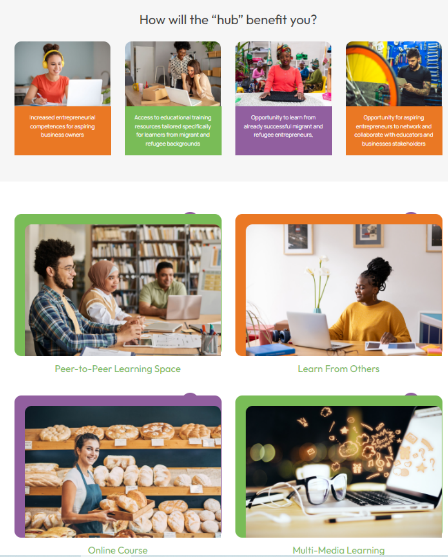 How will the “hub” benefit you?
Increased entrepreneurial
competences for aspiring
business owners
Access to educational training
resources tailored specifically
for learners from migrant and
refugee backgrounds
Opportunity to learn from
already successful migrant and
refugee entrepreneurs.
Opportunity for aspiring
entrepreneurs to network and
collaborate with educators and
businesses stakeholders
Peer-to-Peer Learning Space
Learn From Others
Online Course
Multi-Media Learning